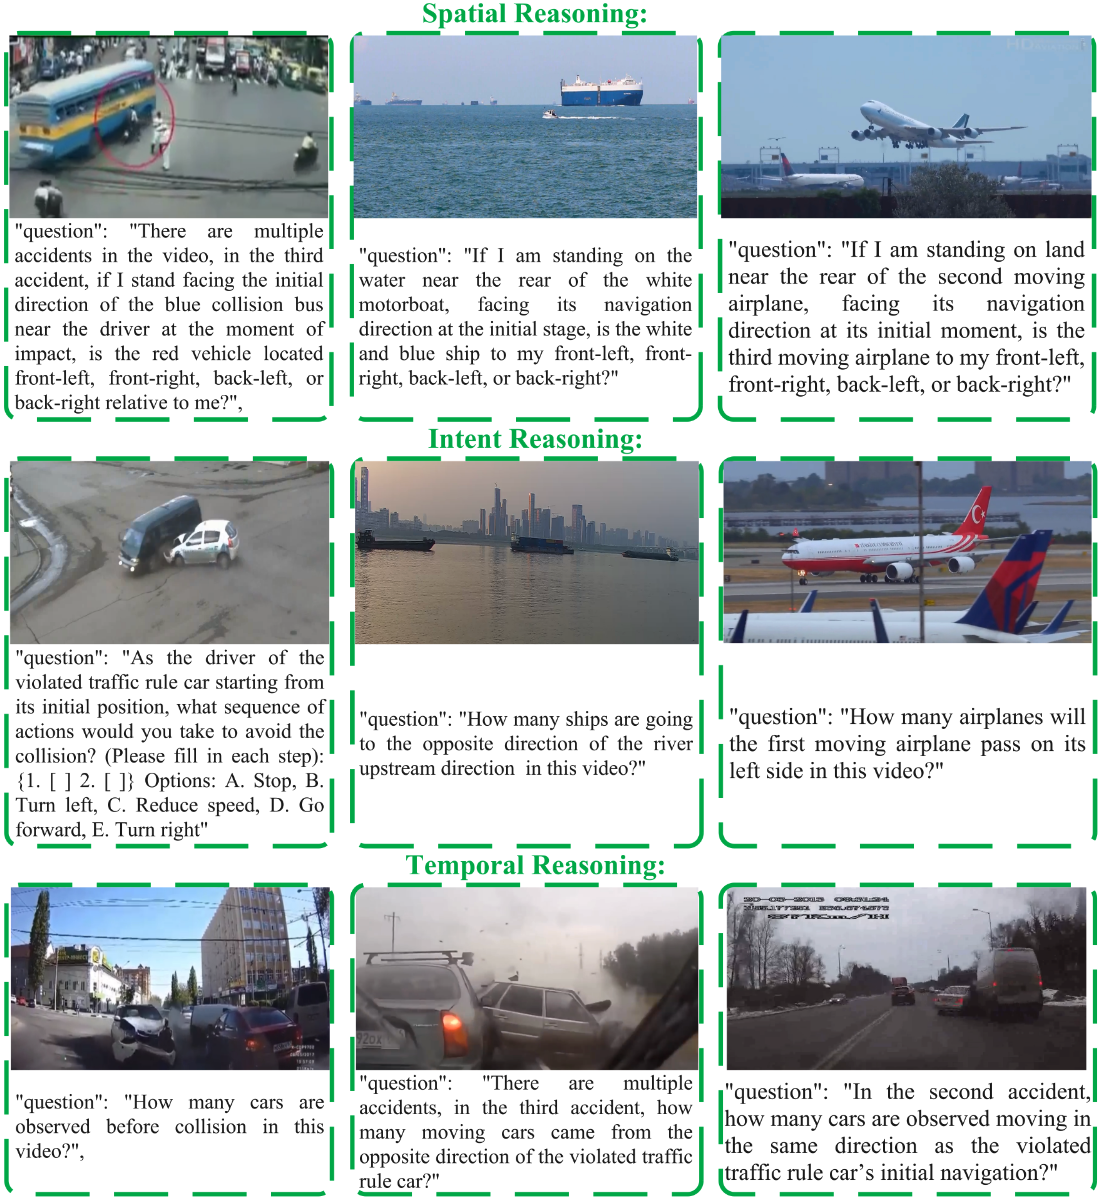 Spatial Reasoning:
"question": "There are multiple
accidents in the video, in the third
accident, if I stand facing the initial
direction of the blue collision bus
near the driver at the moment of
impact, is the red vehicle located
front-left, front-right, back-left, or
back-right relative to me?",
"question": "If I am standing on the
water near the rear of the white
motorboat, facing its navigation
direction at the initial stage, is the white
and blue ship to my front-left, front-
right, back-left, or back-right?"
"question": "If I am standing on land
near the rear of the second moving
airplane, facing its navigation
direction at its initial moment, is the
third moving airplane to my front-left,
front-right, back-left, or back-right?"
Intent Reasoning:
"question": "As the driver of the
violated traffic rule car starting from
its initial position, what sequence of
actions would you take to avoid the
collision? (Please fill in each step):
{1. [ ] 2. [ ]} Options: A. Stop, B.
Turn left, C. Reduce speed, D. Go
forward, E. Turn right"
"question": "How many ships are going
to the opposite direction of the river
upstream direction in this video?"
"question": "How many airplanes will
the first moving airplane pass on its
left side in this video?"
Temporal Reasoning:
"question": "How many cars are
observed before collision in this
video?",
"question": "There are multiple
accidents, in the third accident, how
many moving cars came from the
opposite direction of the violated traffic
rule car?"
"question": "In the second accident,
how many cars are observed moving in
the same direction as the violated
traffic rule car's initial navigation?"